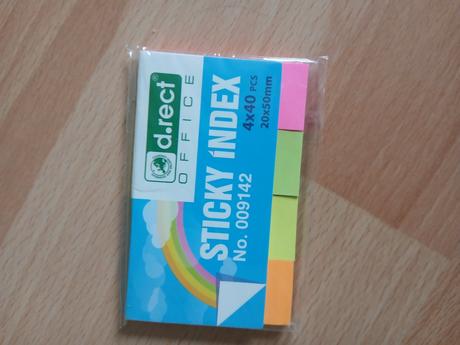 d.rect®
OFFICE
STICKY iNDEX
No. 009142
4x40 PCS
20x50mm